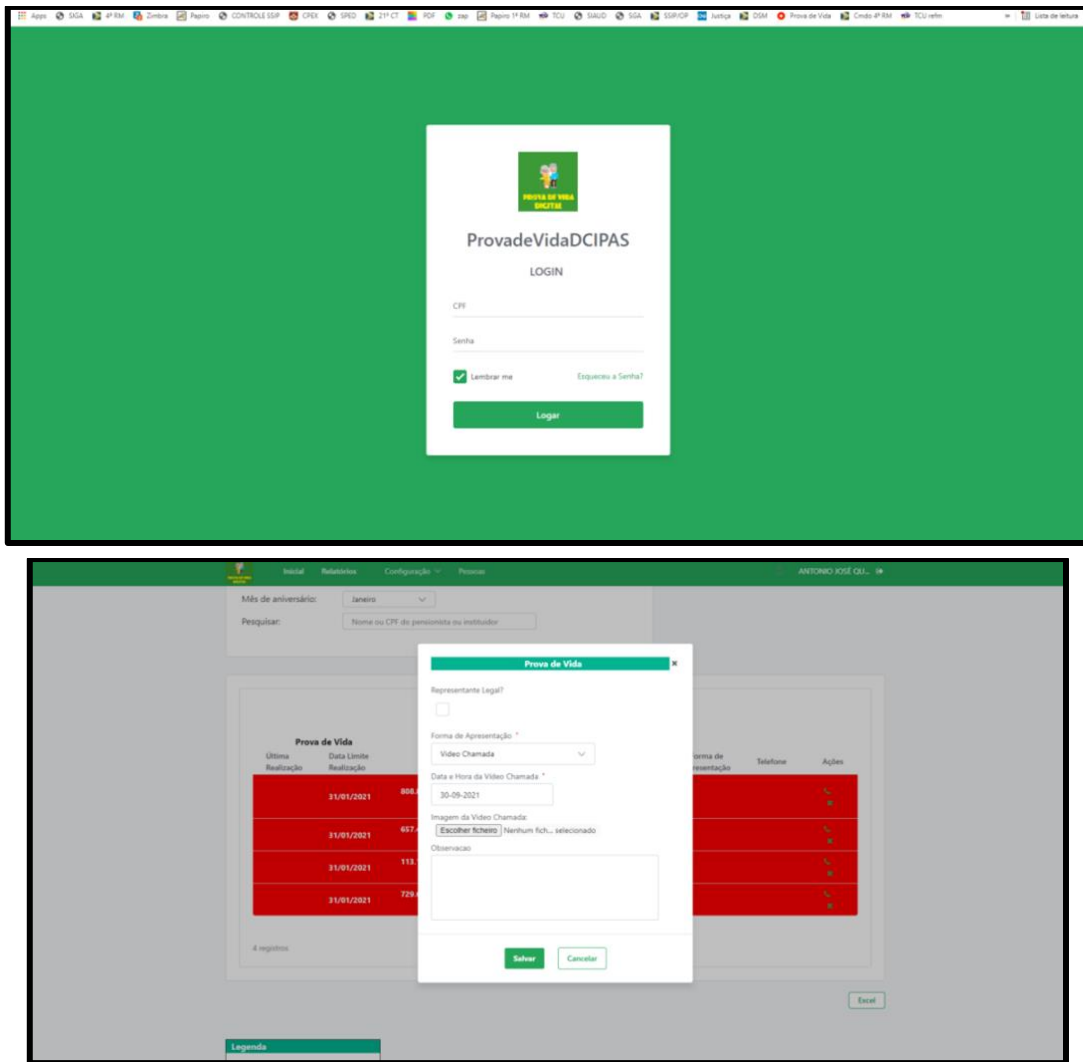 Apps SIGA 4ª RM Zimbra Papiro CONTROLE SSIP CPEX SPED 21º CT PDF zap Papiro 1ª RM TCU SIAUD SGA SSIP/OP Justiça DSM Prova de Vida Cmdo 4ª RM TCU refm » Lista de leitura
PROVA DE VIDA
DIGITAL
ProvadeVidaDCIPAS
LOGIN
CPF
Senha
Lembrar me Esqueceu a Senha?
Logar
Inicial Relatórios Configuração Pessoas ANTONIO JOSÉ QU...
Mês de aniversário: Janeiro
Pesquisar: Nome ou CPF do pensionista ou instituidor
Prova de Vida ×
Representante Legal?
Forma de Apresentação *
Video Chamada
Data e Hora da Vídeo Chamada *
30-09-2021
Imagem da Video Chamada:
Escolher ficheiro Nenhum fich... selecionado
Observacao
Salvar Cancelar
Prova de Vida
Última Realização Data Limite Realização Telefone Ações
31/01/2021 808.
31/01/2021 657.
31/01/2021 113.
31/01/2021 729.
4 registros
Excel
Legenda